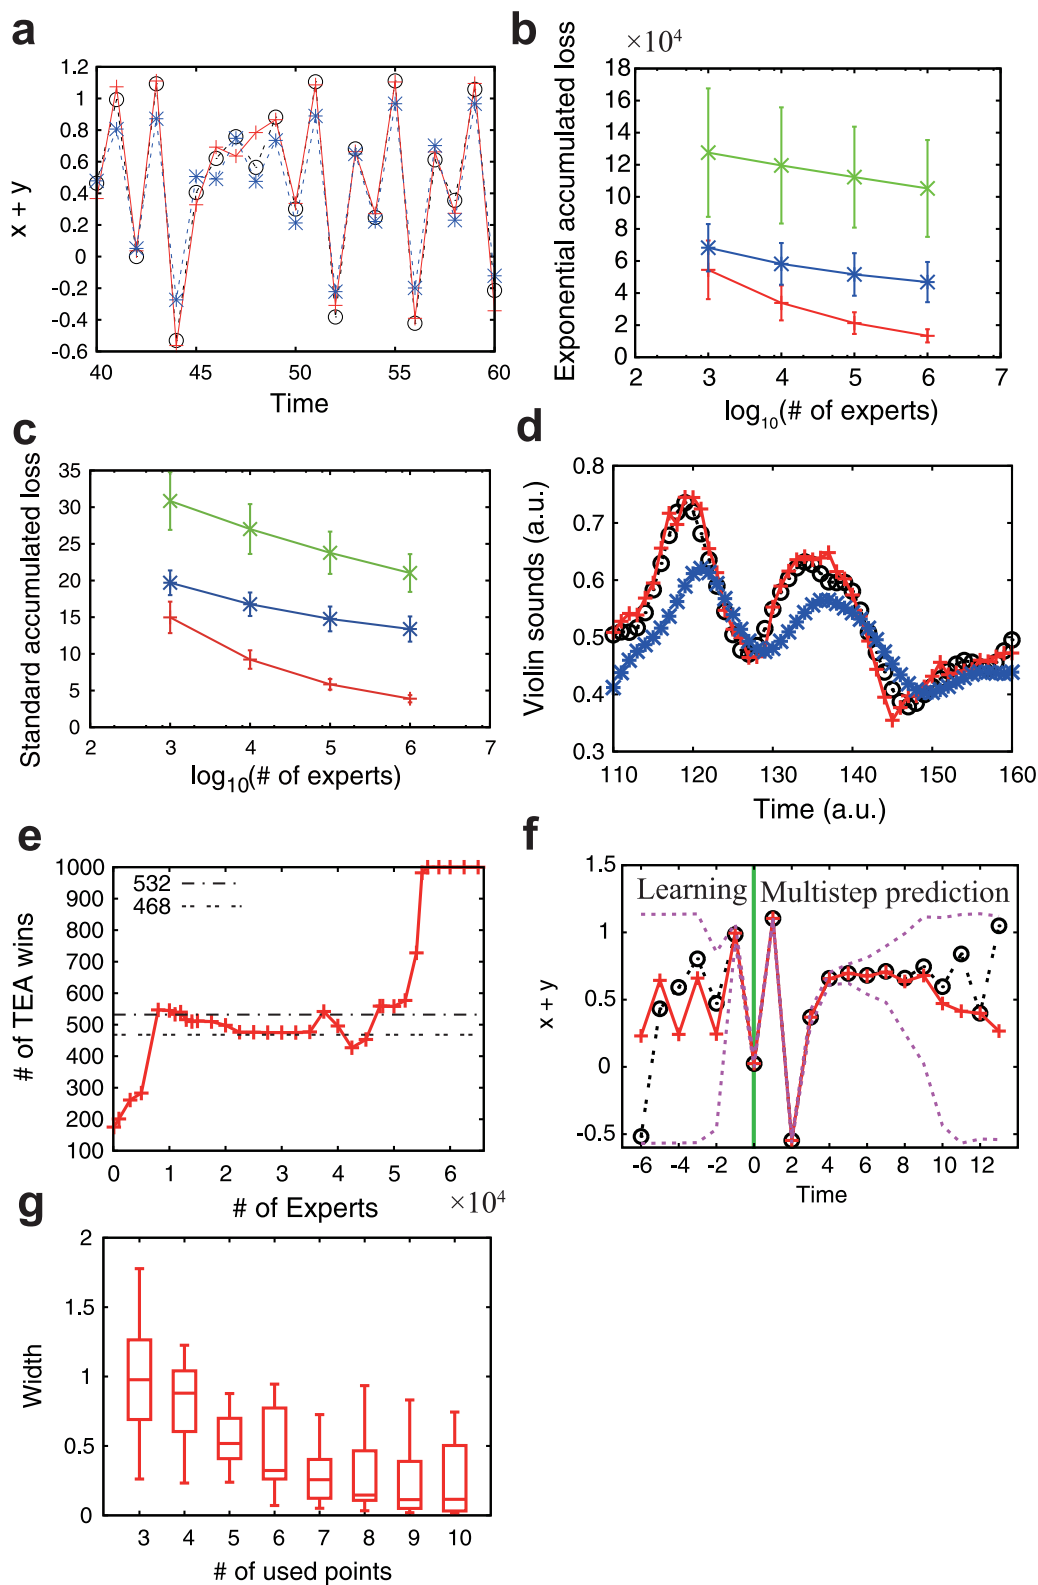 a
x + y
1.2
1
0.8
0.6
0.4
0.2
0
-0.2
-0.4
-0.6
40 45 50 55 60
Time
b
×10⁴
Exponential accumulated loss
18
16
14
12
10
8
6
4
2
0
2 3 4 5 6 7
log₁₀(# of experts)
c
Standard accumulated loss
35
30
25
20
15
10
5
0
2 3 4 5 6 7
log₁₀(# of experts)
d
Violin sounds (a.u.)
0.8
0.7
0.6
0.5
0.4
0.3
110 120 130 140 150 160
Time (a.u.)
e
# of TEA wins
1000
900
800
700
600
500
400
300
200
100
532
468
0 1 2 3 4 5 6
# of Experts
×10⁴
f
x + y
1.5
1
0.5
0
-0.5
Learning Multistep prediction
-6 -4 -2 0 2 4 6 8 10 12
Time
g
Width
2
1.5
1
0.5
0
3 4 5 6 7 8 9 10
# of used points